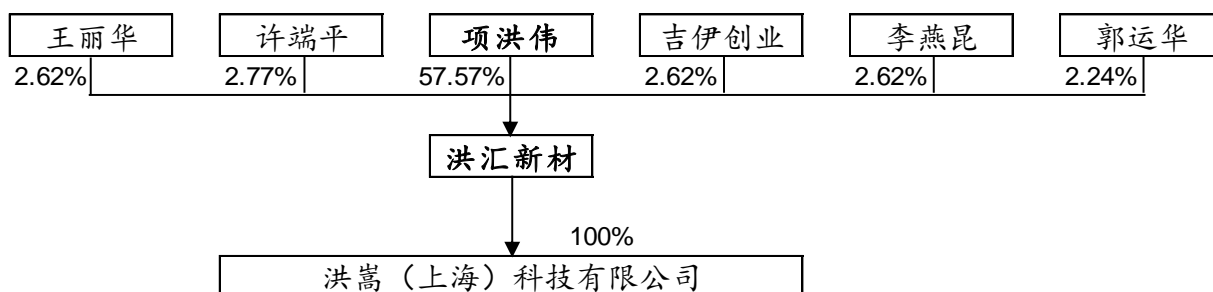 王丽华 许端平 项洪伟 吉伊创业 李燕昆 郭运华
2.62% 2.77% 57.57% 2.62% 2.62% 2.24%
洪汇新材
100%
洪嵩（上海）科技有限公司